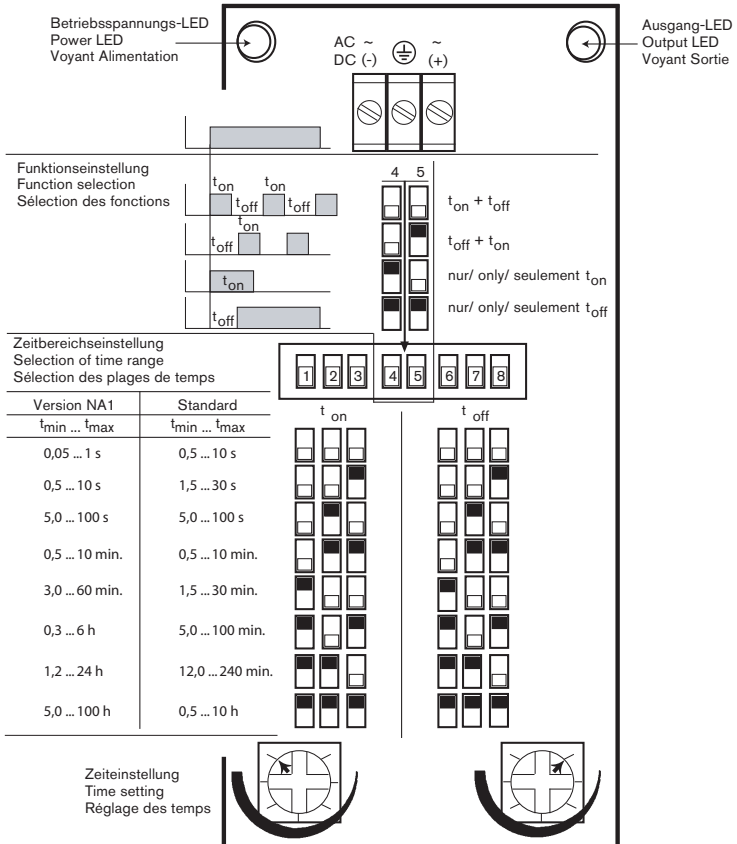 Betriebsspannungs-LED
Power LED
Voyant Alimentation
AC ~
DC (-)
~
(+)
Ausgang-LED
Output LED
Voyant Sortie
Funktionseinstellung
Function selection
Sélection des fonctions
ton toff ton toff
toff ton
ton
toff
4 5
ton + toff
toff + ton
nur/ only/ seulement ton
nur/ only/ seulement toff
Zeitbereichseinstellung
Selection of time range
Sélection des plages de temps
1 2 3 4 5 6 7 8
Version NA1 Standard
tmin ... tmax tmin ... tmax
t on t off
0,05 ... 1 s 0,5 ... 10 s
0,5 ... 10 s 1,5 ... 30 s
5,0 ... 100 s 5,0 ... 100 s
0,5 ... 10 min. 0,5 ... 10 min.
3,0 ... 60 min. 1,5 ... 30 min.
0,3 ... 6 h 5,0 ... 100 min.
1,2 ... 24 h 12,0 ... 240 min.
5,0 ... 100 h 0,5 ... 10 h
Zeiteinstellung
Time setting
Réglage des temps